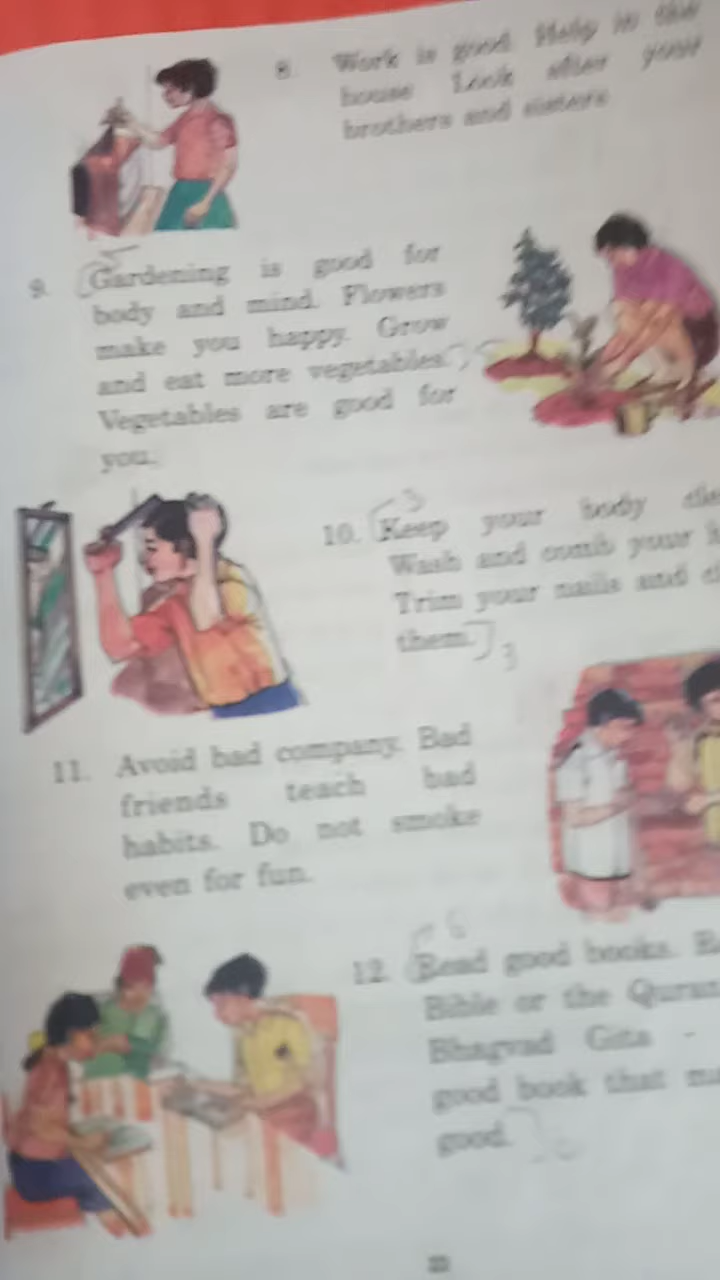 8. Work is good. Help in the
house. Look after your
brothers and sisters
9. Gardening is good for
body and mind. Flowers
make you happy. Grow
and eat more vegetables.
Vegetables are good for
you.
10. Keep your body
Wash and comb your
Trim your nails and
them.
3
11. Avoid bad company. Bad
friends teach bad
habits. Do not smoke
even for fun.
12. Read good books.
Bible or the Quran
Bhagvad Gita -
good book that
good.